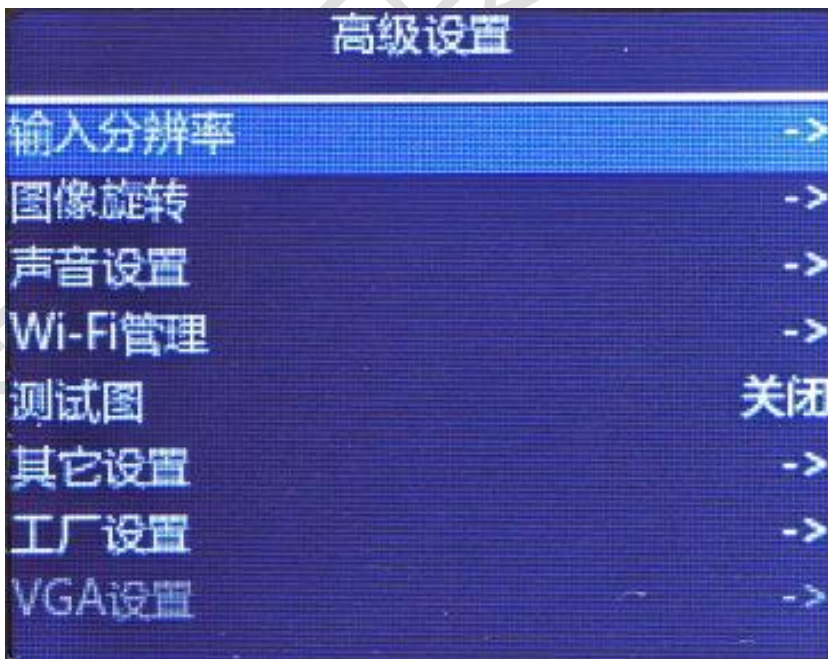 高级设置
输入分辨率 ->
图像旋转 ->
声音设置 ->
Wi-Fi管理 ->
测试图 关闭
其它设置 ->
工厂设置 ->
VGA设置 ->